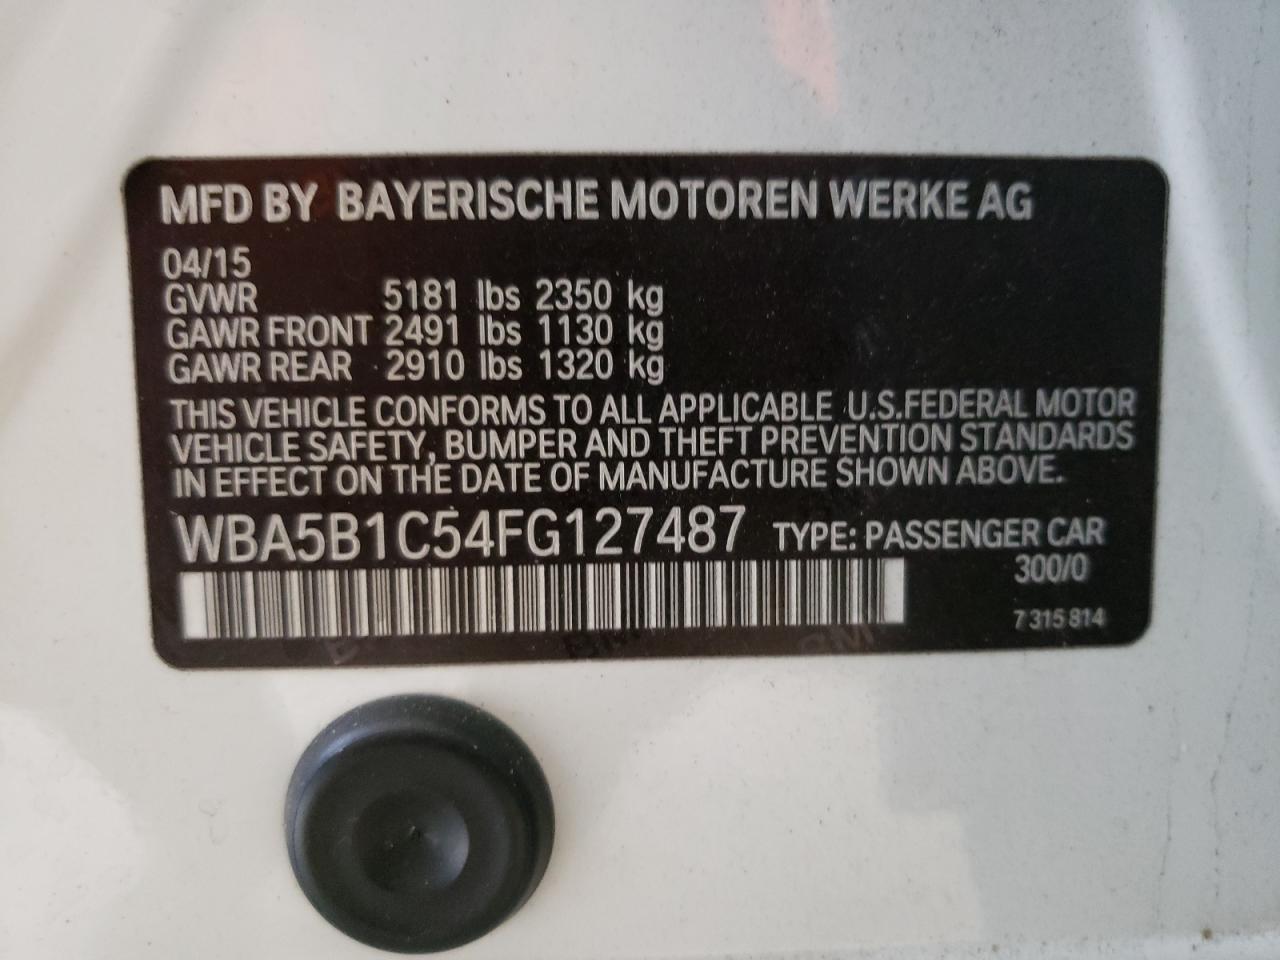 MFD BY BAYERISCHE MOTOREN WERKE AG
04/15
GVWR 5181 lbs 2350 kg
GAWR FRONT 2491 lbs 1130 kg
GAWR REAR 2910 lbs 1320 kg
THIS VEHICLE CONFORMS TO ALL APPLICABLE U.S.FEDERAL MOTOR
VEHICLE SAFETY, BUMPER AND THEFT PREVENTION STANDARDS
IN EFFECT ON THE DATE OF MANUFACTURE SHOWN ABOVE.
WBA5B1C54FG127487 TYPE: PASSENGER CAR
300/0
7 315 814